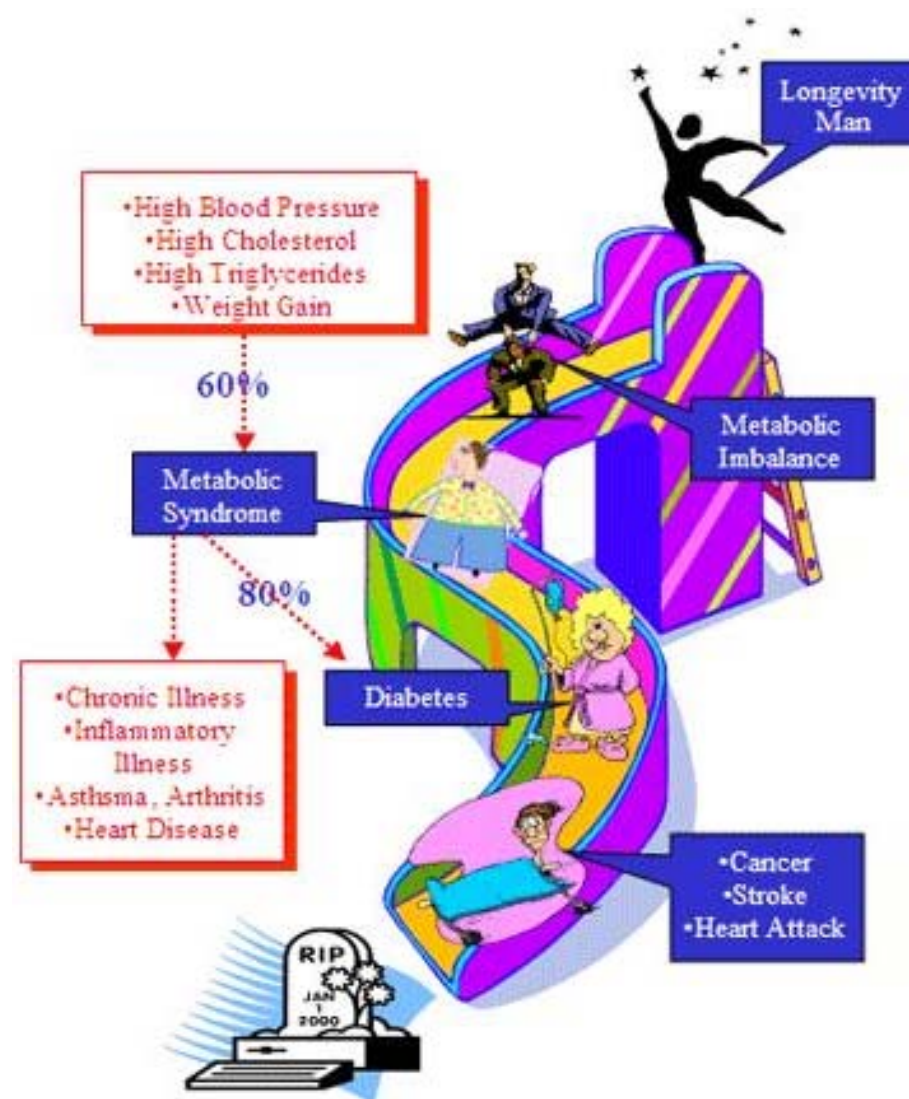 Longevity
Man
•High Blood Pressure
•High Cholesterol
•High Triglycerides
•Weight Gain
60%
Metabolic
Imbalance
Metabolic
Syndrome
80%
Diabetes
•Chronic Illness
•Inflammatory
Illness
•Asthsma , Arthritis
•Heart Disease
•Cancer
•Stroke
•Heart Attack
RIP
JAN
1
2000